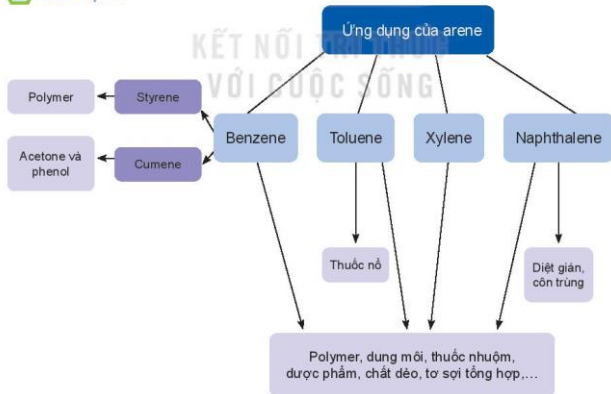 Ứng dụng của arene
KẾT NỐI TRI THỨC
VỚI CUỘC SỐNG
Polymer
Styrene
Benzene
Toluene
Xylene
Naphthalene
Acetone và
phenol
Cumene
Thuốc nổ
Diệt gián,
côn trùng
Polymer, dung môi, thuốc nhuộm,
dược phẩm, chất dẻo, tơ sợi tổng hợp,...